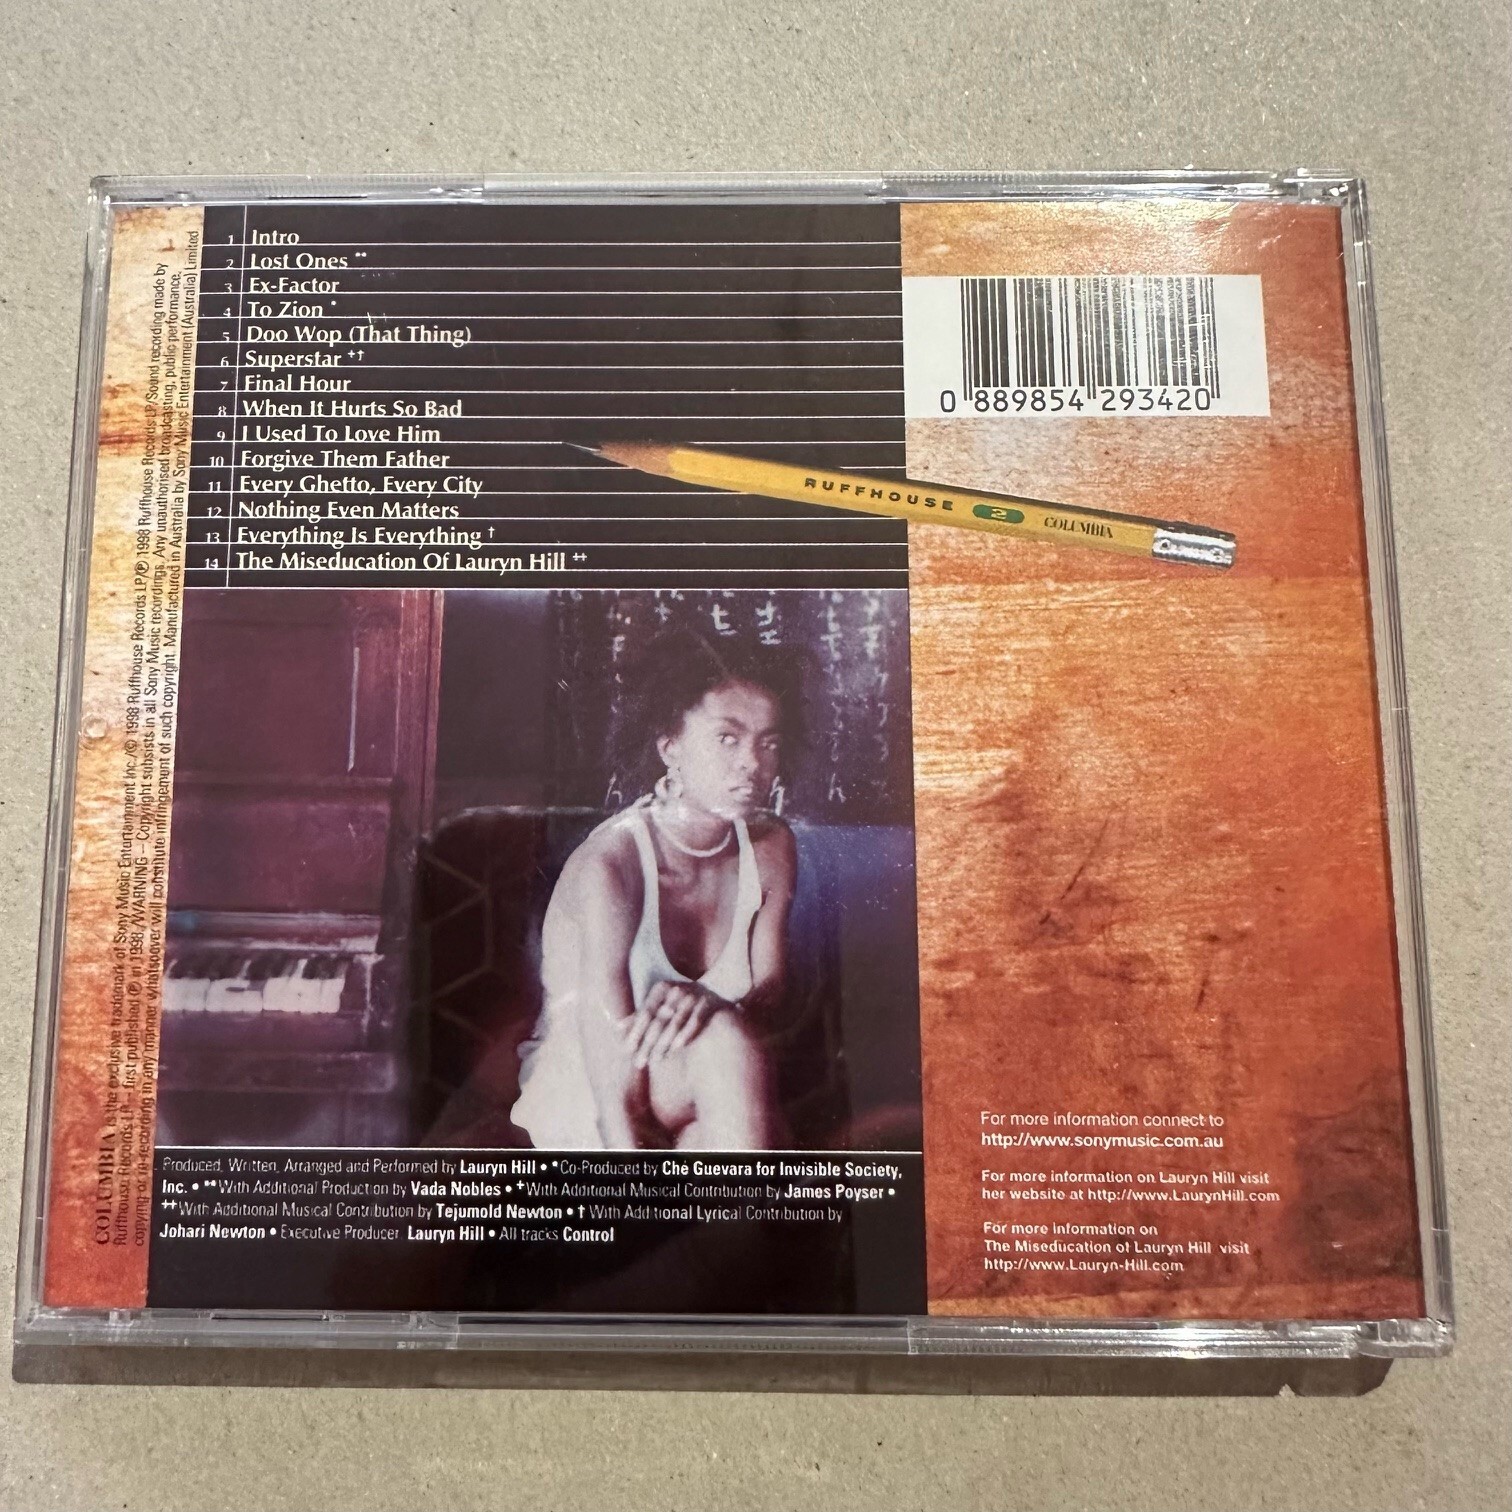 1 Intro
2 Lost Ones **
3 Ex-Factor
4 To Zion *
5 Doo Wop (That Thing)
6 Superstar +†
7 Final Hour
8 When It Hurts So Bad
9 I Used To Love Him
10 Forgive Them Father
11 Every Ghetto, Every City
12 Nothing Even Matters
13 Everything Is Everything †
14 The Miseducation Of Lauryn Hill ++
0 889854 293420
RUFFHOUSE 2 COLUMBIA
COLUMBIA is the exclusive trademark of Sony Music Entertainment Inc./© 1998 Ruffhouse Records LP/℗ 1998 Ruffhouse Records LP/Sound recording made by
Ruffhouse Records LP – first published ℗ in 1998./WARNING – Copyright subsists in all Sony Music recordings. Any unauthorised broadcasting, public performance,
copying or re-recording in any manner whatsoever will constitute infringement of such copyright. Manufactured in Australia by Sony Music Entertainment (Australia) Limited
Produced, Written, Arranged and Performed by Lauryn Hill • *Co-Produced by Ché Guevara for Invisible Society,
Inc. • **With Additional Production by Vada Nobles • +With Additional Musical Contribution by James Poyser •
++With Additional Musical Contribution by Tejumold Newton • † With Additional Lyrical Contribution by
Johari Newton • Executive Producer: Lauryn Hill • All tracks Control
For more information connect to
http://www.sonymusic.com.au
For more information on Lauryn Hill visit
her website at http://www.LaurynHill.com
For more information on
The Miseducation of Lauryn Hill visit
http://www.Lauryn-Hill.com